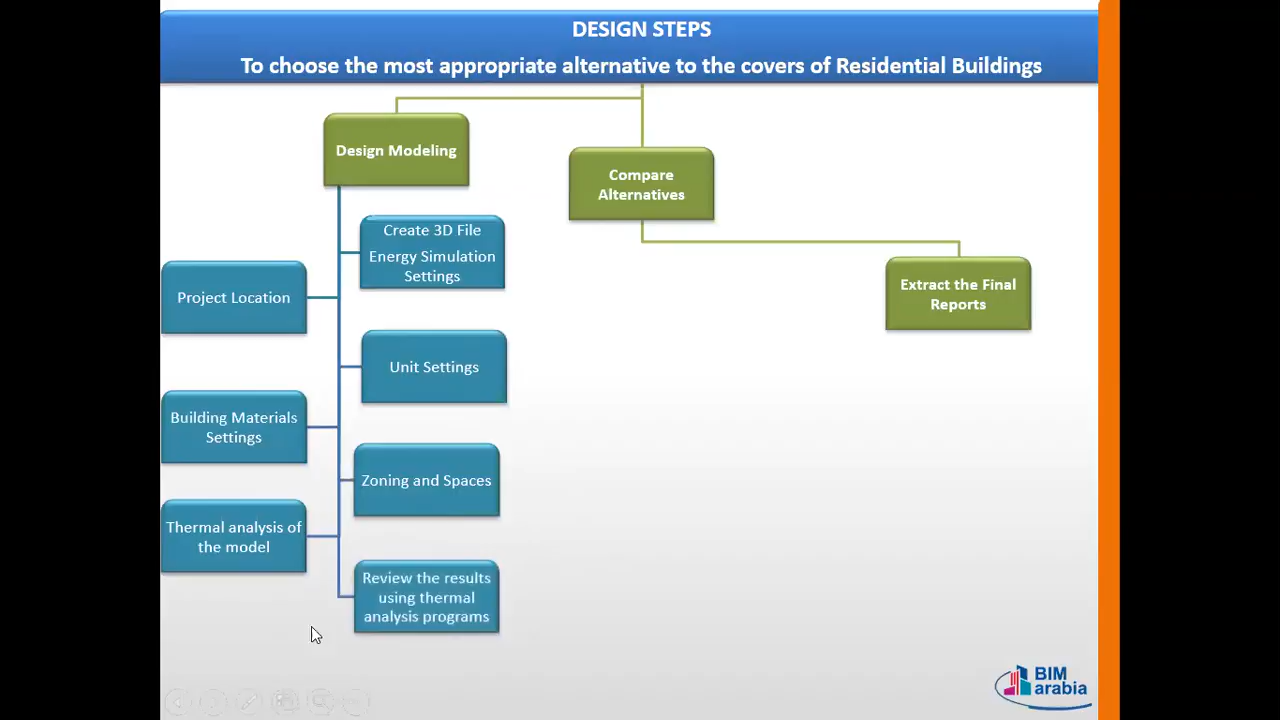 DESIGN STEPS
To choose the most appropriate alternative to the covers of Residential Buildings
Design Modeling
Compare
Alternatives
Extract the Final
Reports
Create 3D File
Energy Simulation
Settings
Project Location
Unit Settings
Building Materials
Settings
Zoning and Spaces
Thermal analysis of
the model
Review the results
using thermal
analysis programs
BIM
arabia